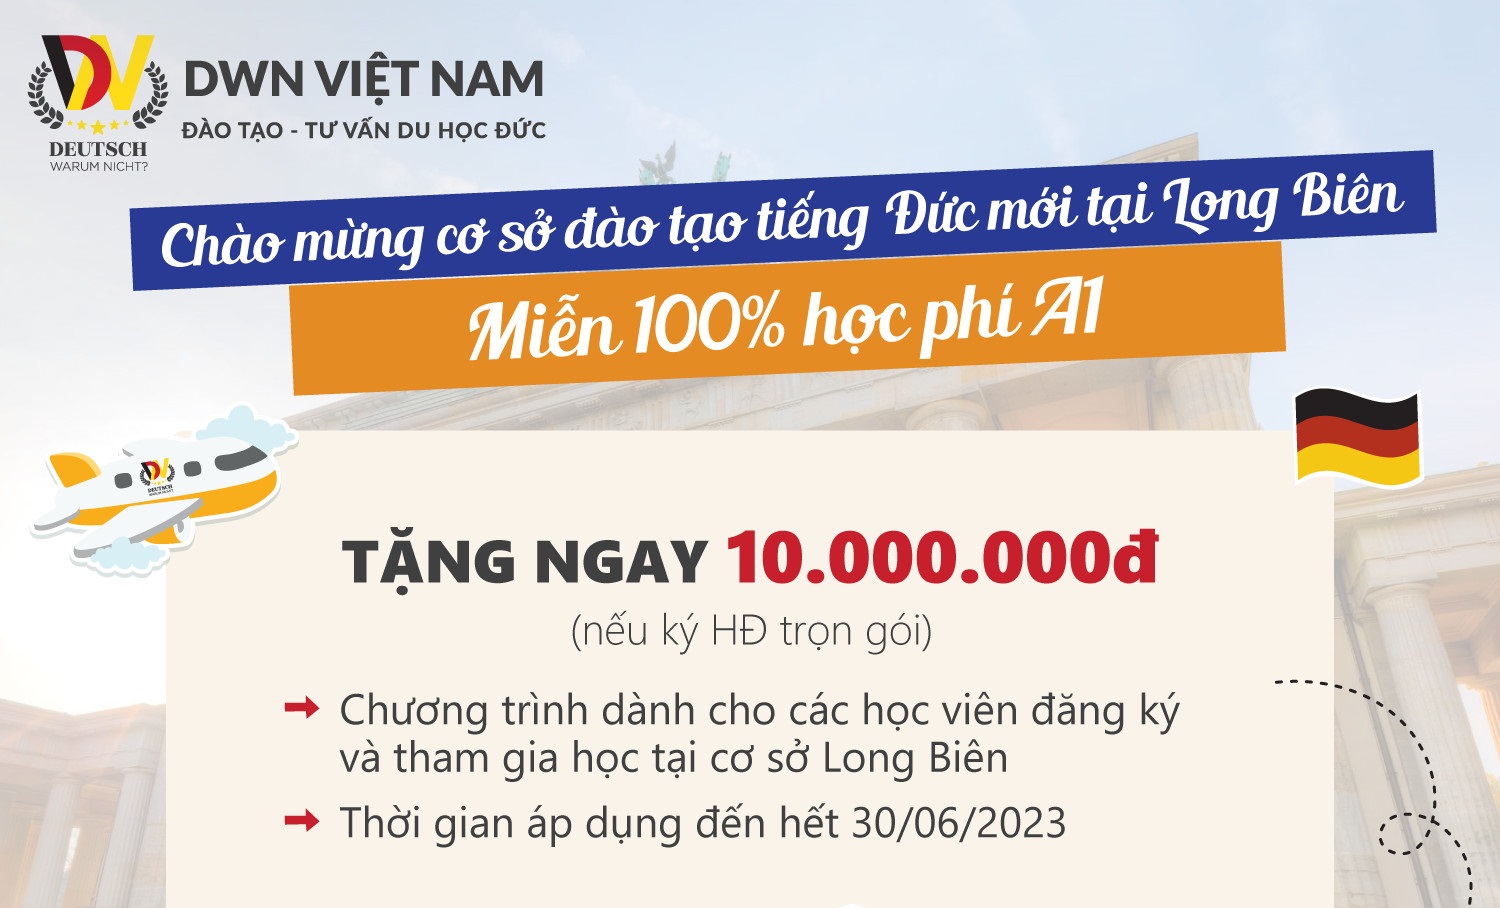 DWN VIỆT NAM
ĐÀO TẠO - TƯ VẤN DU HỌC ĐỨC
DEUTSCH
WARUM NICHT?
Chào mừng cơ sở đào tạo tiếng Đức mới tại Long Biên
Miễn 100% học phí A1
DEUTSCH
WARUM NICHT?
TẶNG NGAY 10.000.000đ
(nếu ký HĐ trọn gói)
Chương trình dành cho các học viên đăng ký
và tham gia học tại cơ sở Long Biên
Thời gian áp dụng đến hết 30/06/2023